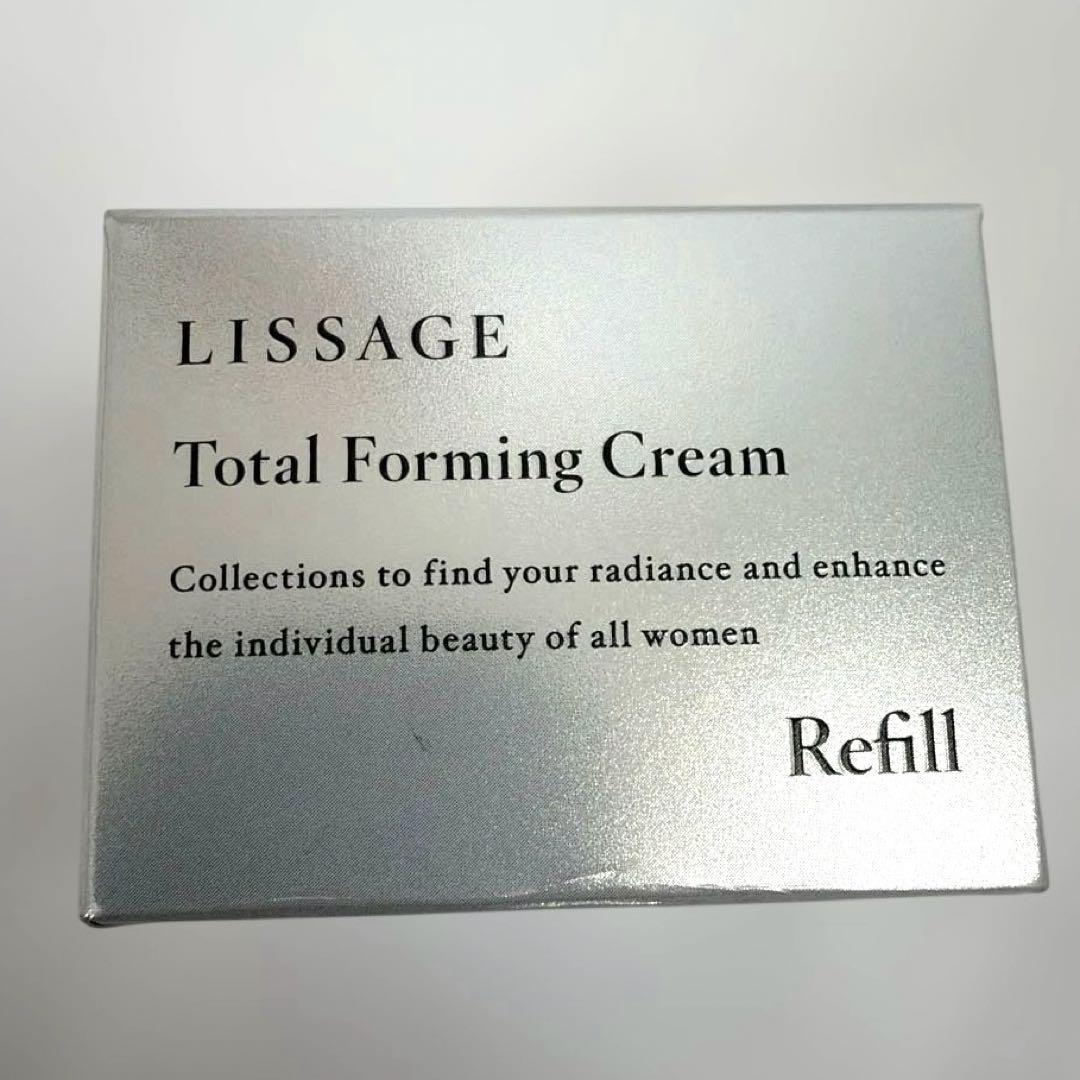 LISSAGE
Total Forming Cream
Collections to find your radiance and enhance
the individual beauty of all women
Refill